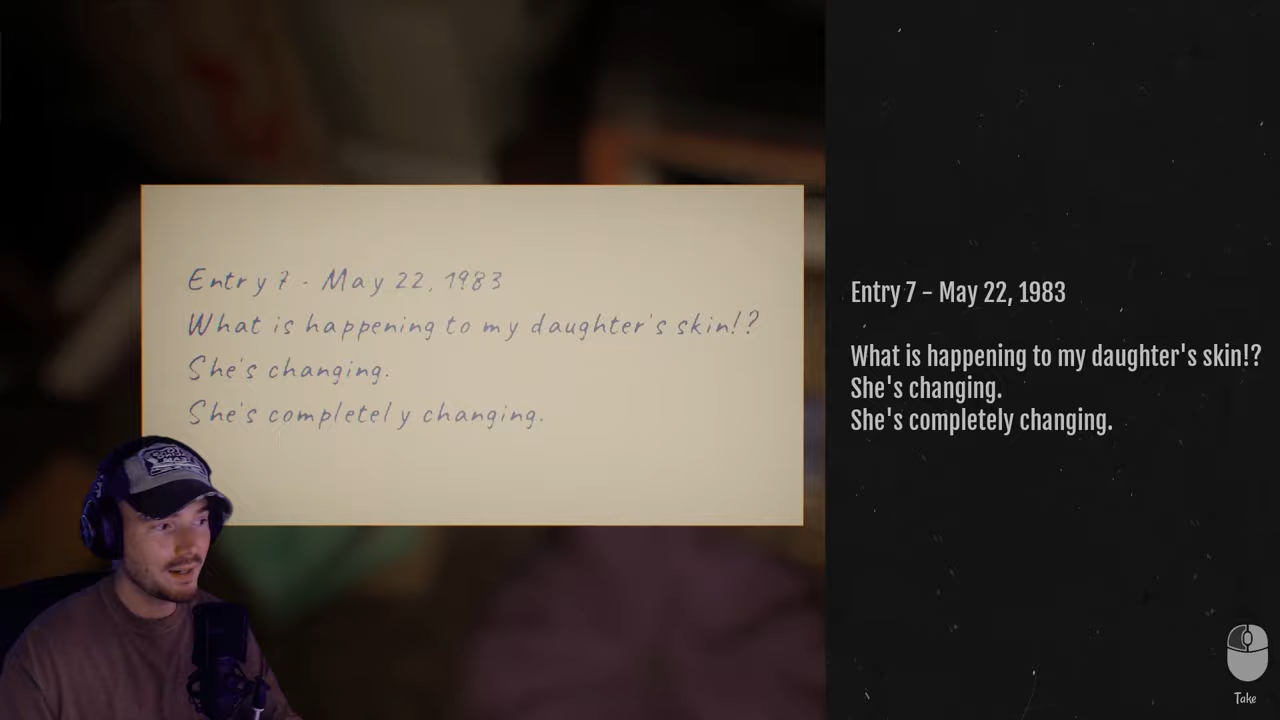 Entry 7 - May 22, 1983
What is happening to my daughter's skin!?
She's changing.
She's completely changing.
Entry 7 – May 22, 1983
What is happening to my daughter's skin!?
She's changing.
She's completely changing.
Take